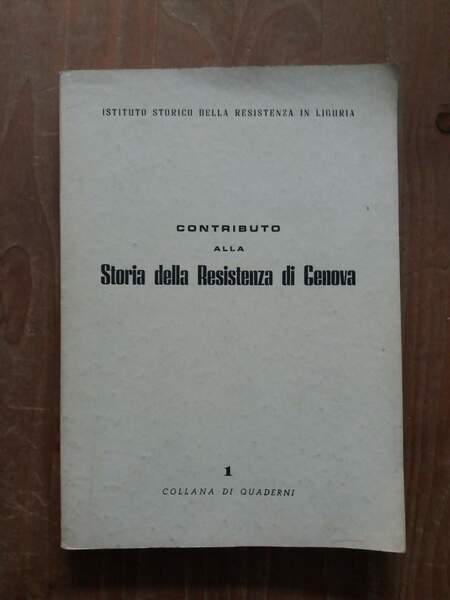 ISTITUTO STORICO DELLA RESISTENZA IN LIGURIA
CONTRIBUTO
ALLA
Storia della Resistenza di Genova
1
COLLANA DI QUADERNI